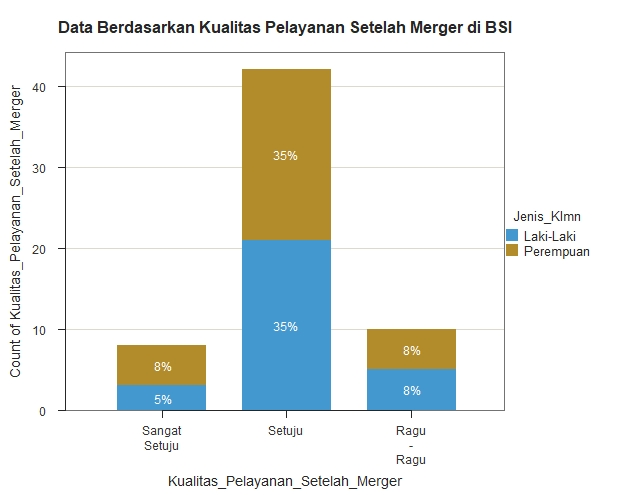 Data Berdasarkan Kualitas Pelayanan Setelah Merger di BSI
Count of Kualitas_Pelayanan_Setelah_Merger
40
30
20
10
0
35%
35%
8%
5%
8%
8%
Sangat
Setuju
Setuju
Ragu
-
Ragu
Kualitas_Pelayanan_Setelah_Merger
Jenis_Klmn
Laki-Laki
Perempuan